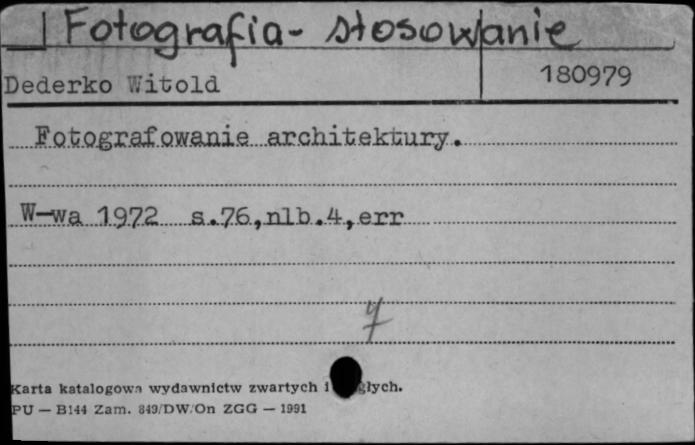 Fotografia - stosowanie
Dederko Witold 180979
Fotografowanie architektury.
W-wa 1972 s.76,nlb.4,err
Karta katalogowa wydawnictw zwartych i
PU — B144 Zam. 849/DW/On ZGG — 1991